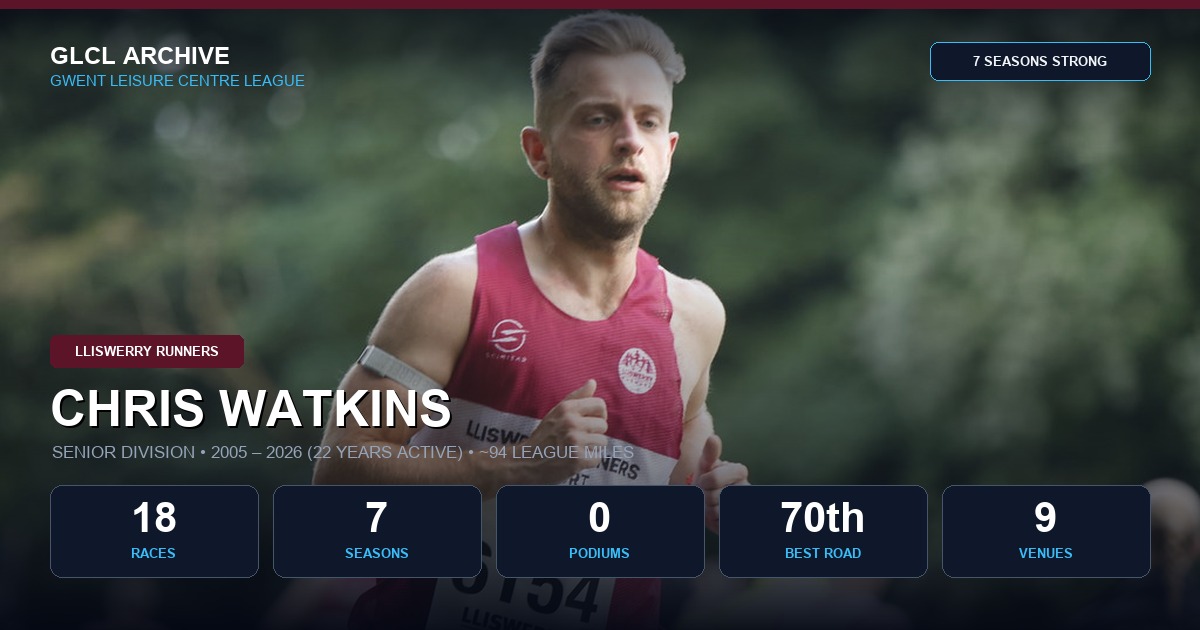 GLCL ARCHIVE
GWENT LEISURE CENTRE LEAGUE
7 SEASONS STRONG
LLISWERRY RUNNERS
CHRIS WATKINS
SENIOR DIVISION • 2005 – 2026 (22 YEARS ACTIVE) • ~94 LEAGUE MILES
18
RACES
7
SEASONS
0
PODIUMS
70th
BEST ROAD
9
VENUES